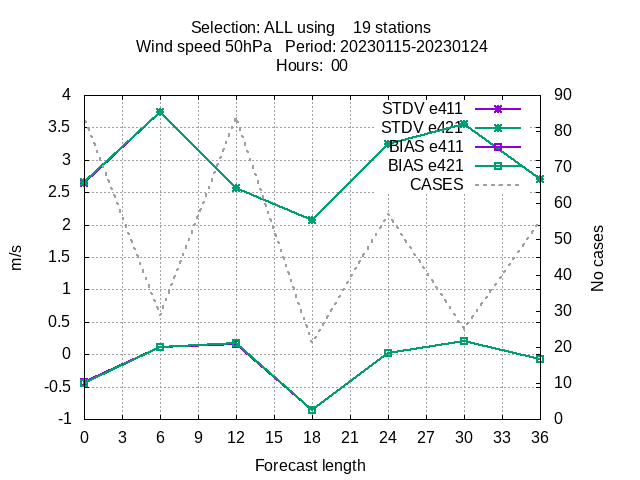 Selection: ALL using    19 stations
Wind speed 50hPa   Period: 20230115-20230124
Hours:  00
STDV e411
STDV e421
BIAS e411
BIAS e421
CASES
4
3.5
3
2.5
2
1.5
1
0.5
0
-0.5
-1
90
80
70
60
50
40
30
20
10
0
m/s
No cases
0 3 6 9 12 15 18 21 24 27 30 33 36
Forecast length